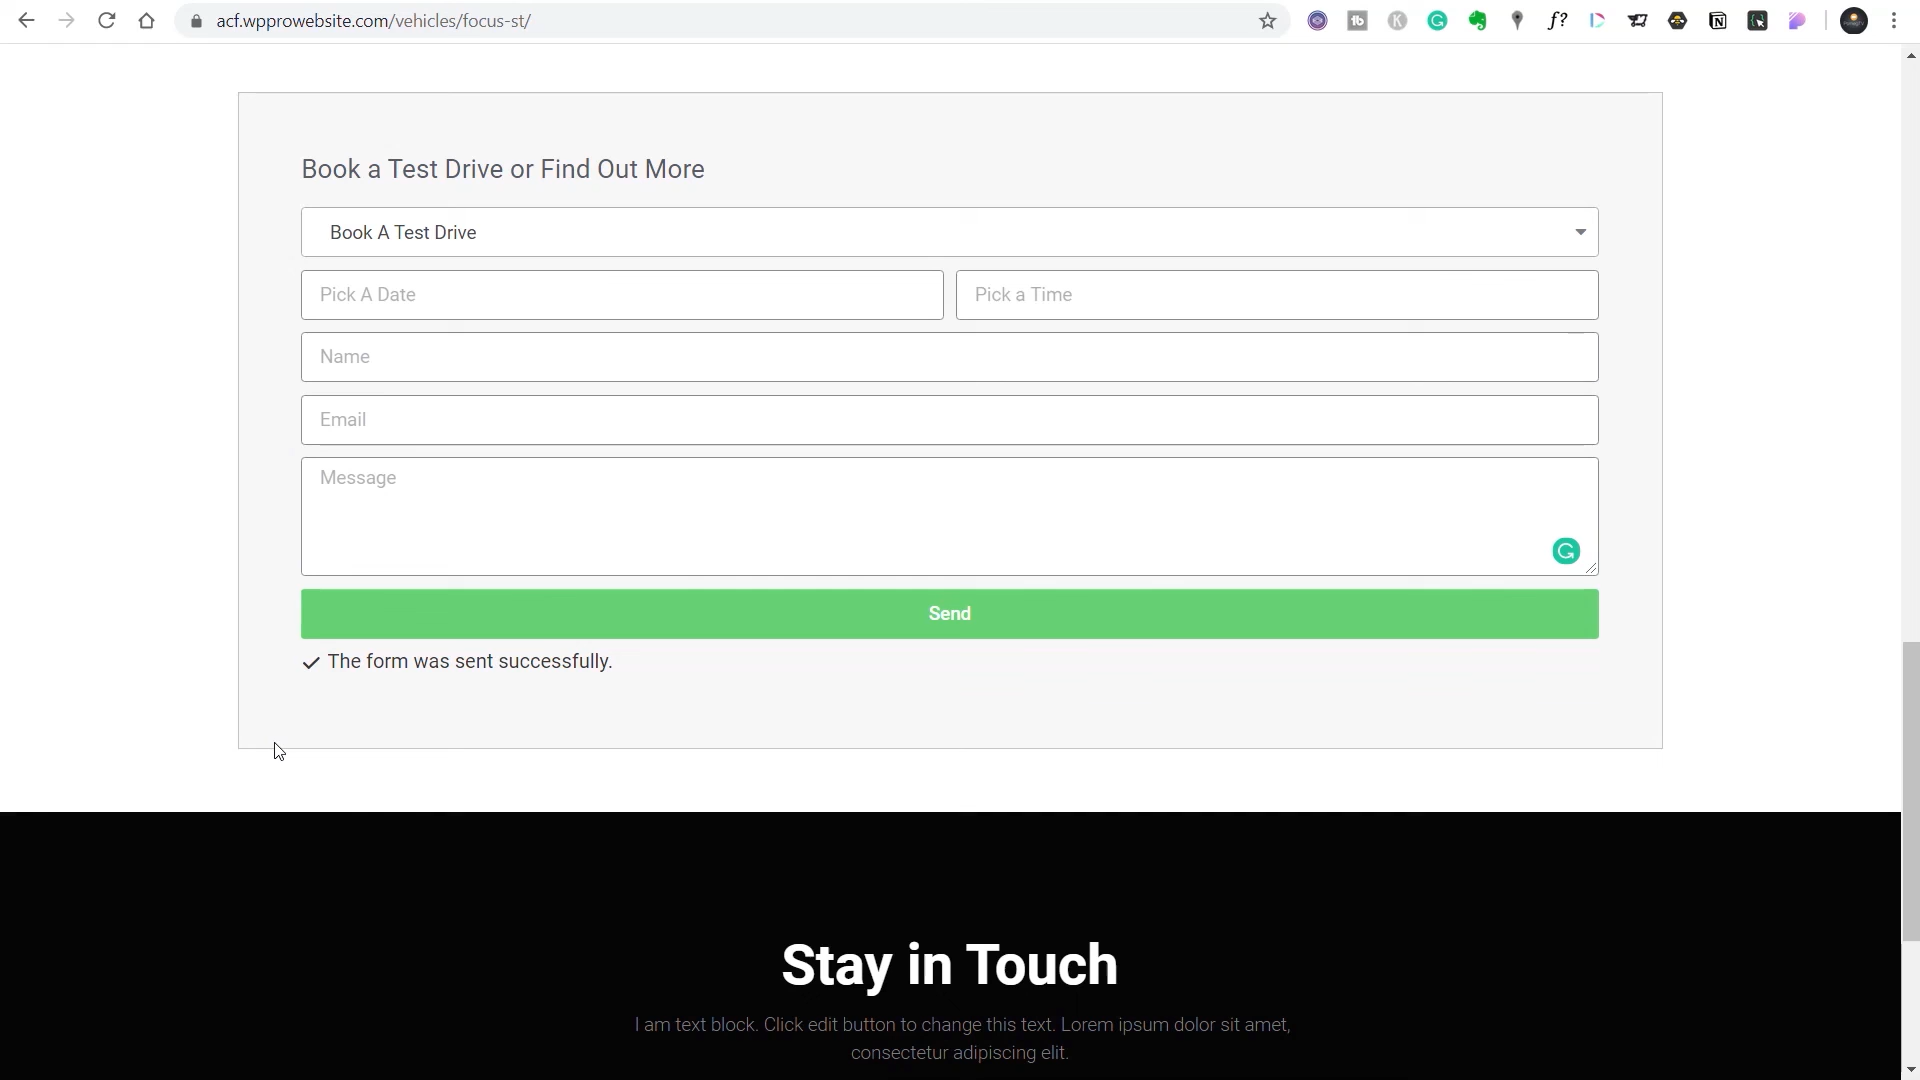 acf.wpprowebsite.com/vehicles/focus-st/
Book a Test Drive or Find Out More
Book A Test Drive
Pick A Date
Pick a Time
Name
Email
Message
Send
The form was sent successfully.
Stay in Touch
I am text block. Click edit button to change this text. Lorem ipsum dolor sit amet,
consectetur adipiscing elit.